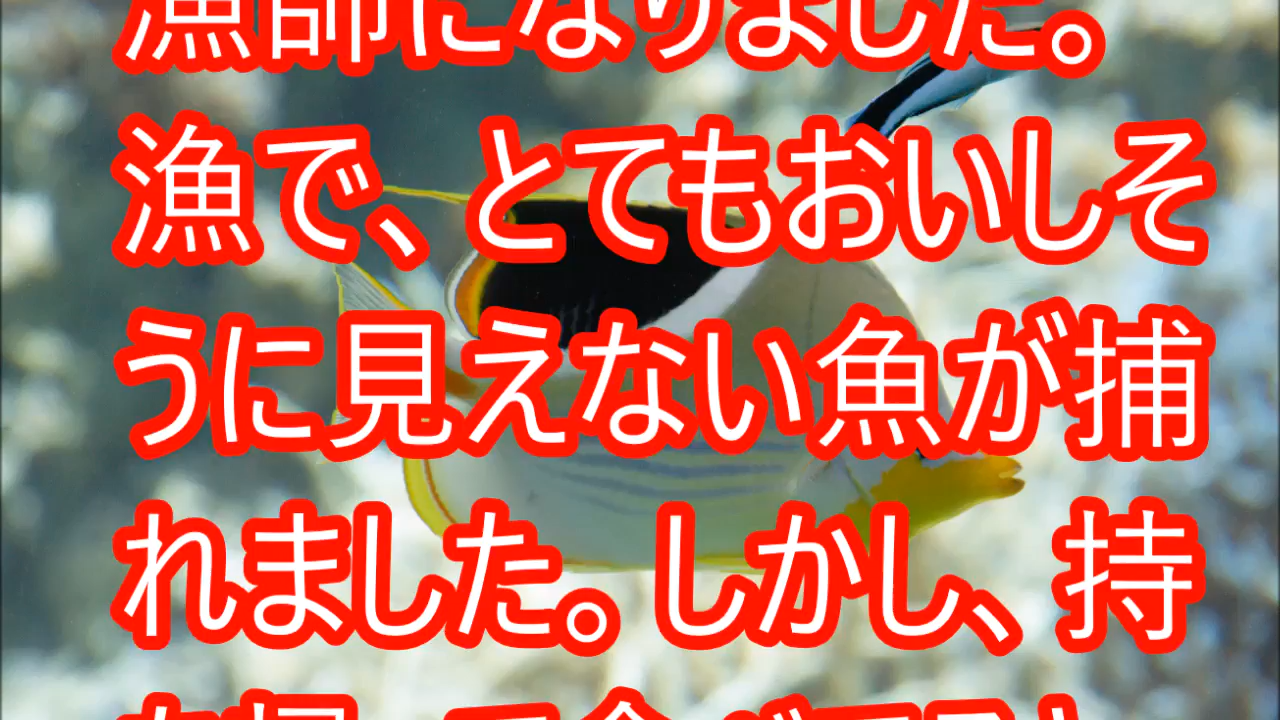 漁師になりました。
漁で、とてもおいしそ
うに見えない魚が捕
れました。しかし、持